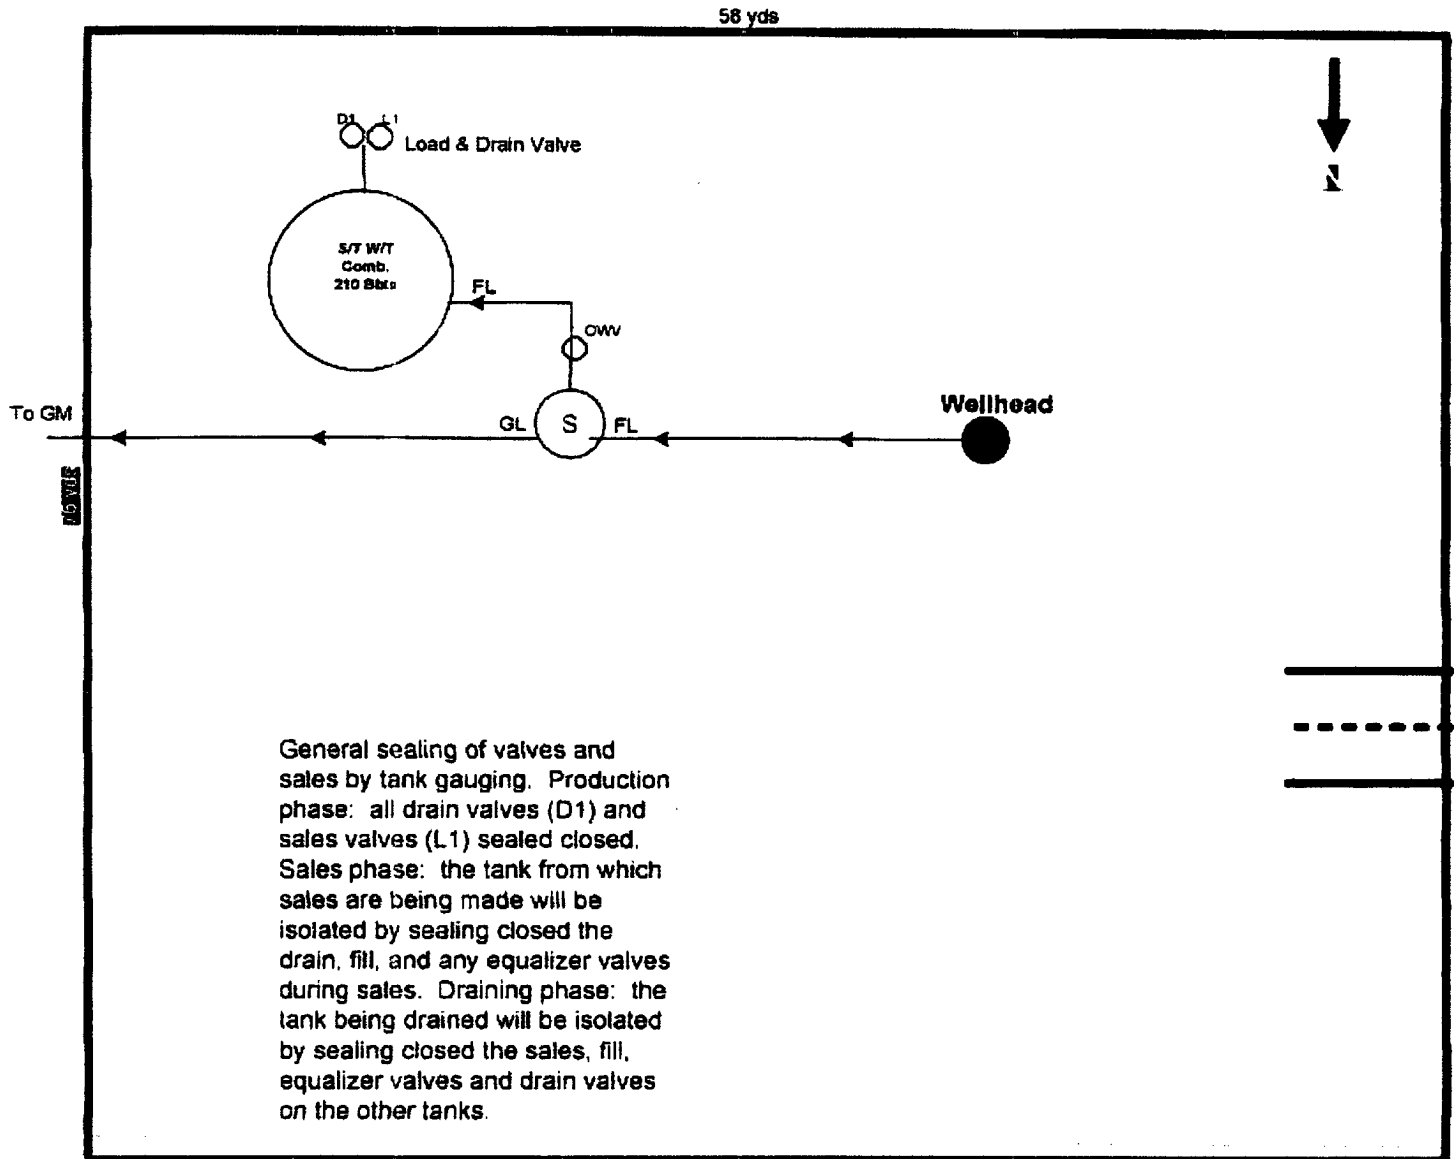 58 yds
D1 L1
Load & Drain Valve
N
S/T W/T
Comb.
210 Bbls
FL
OWV
To GM
GL
S
FL
Wellhead
General sealing of valves and
sales by tank gauging. Production
phase: all drain valves (D1) and
sales valves (L1) sealed closed.
Sales phase: the tank from which
sales are being made will be
isolated by sealing closed the
drain, fill, and any equalizer valves
during sales. Draining phase: the
tank being drained will be isolated
by sealing closed the sales, fill,
equalizer valves and drain valves
on the other tanks.